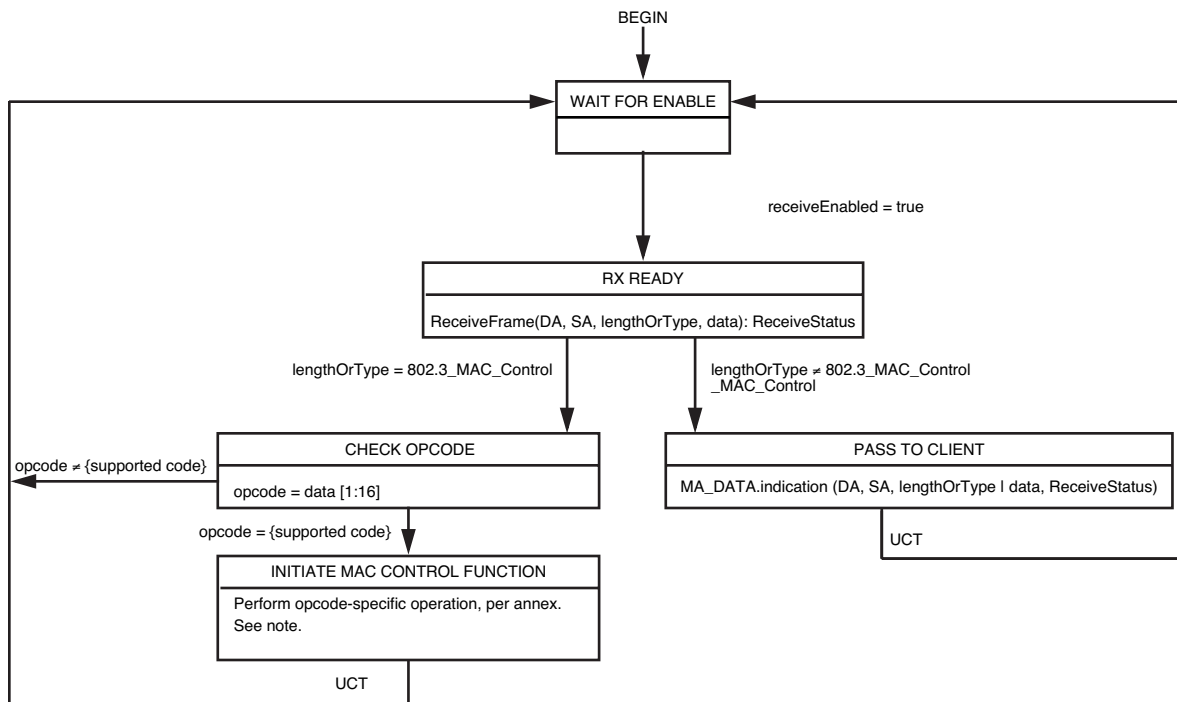 BEGIN
WAIT FOR ENABLE
receiveEnabled = true
RX READY
ReceiveFrame(DA, SA, lengthOrType, data): ReceiveStatus
lengthOrType = 802.3_MAC_Control
lengthOrType ≠ 802.3_MAC_Control
_MAC_Control
CHECK OPCODE
opcode = data [1:16]
opcode ≠ {supported code}
PASS TO CLIENT
MA_DATA.indication (DA, SA, lengthOrType | data, ReceiveStatus)
opcode = {supported code}
UCT
INITIATE MAC CONTROL FUNCTION
Perform opcode-specific operation, per annex.
See note.
UCT